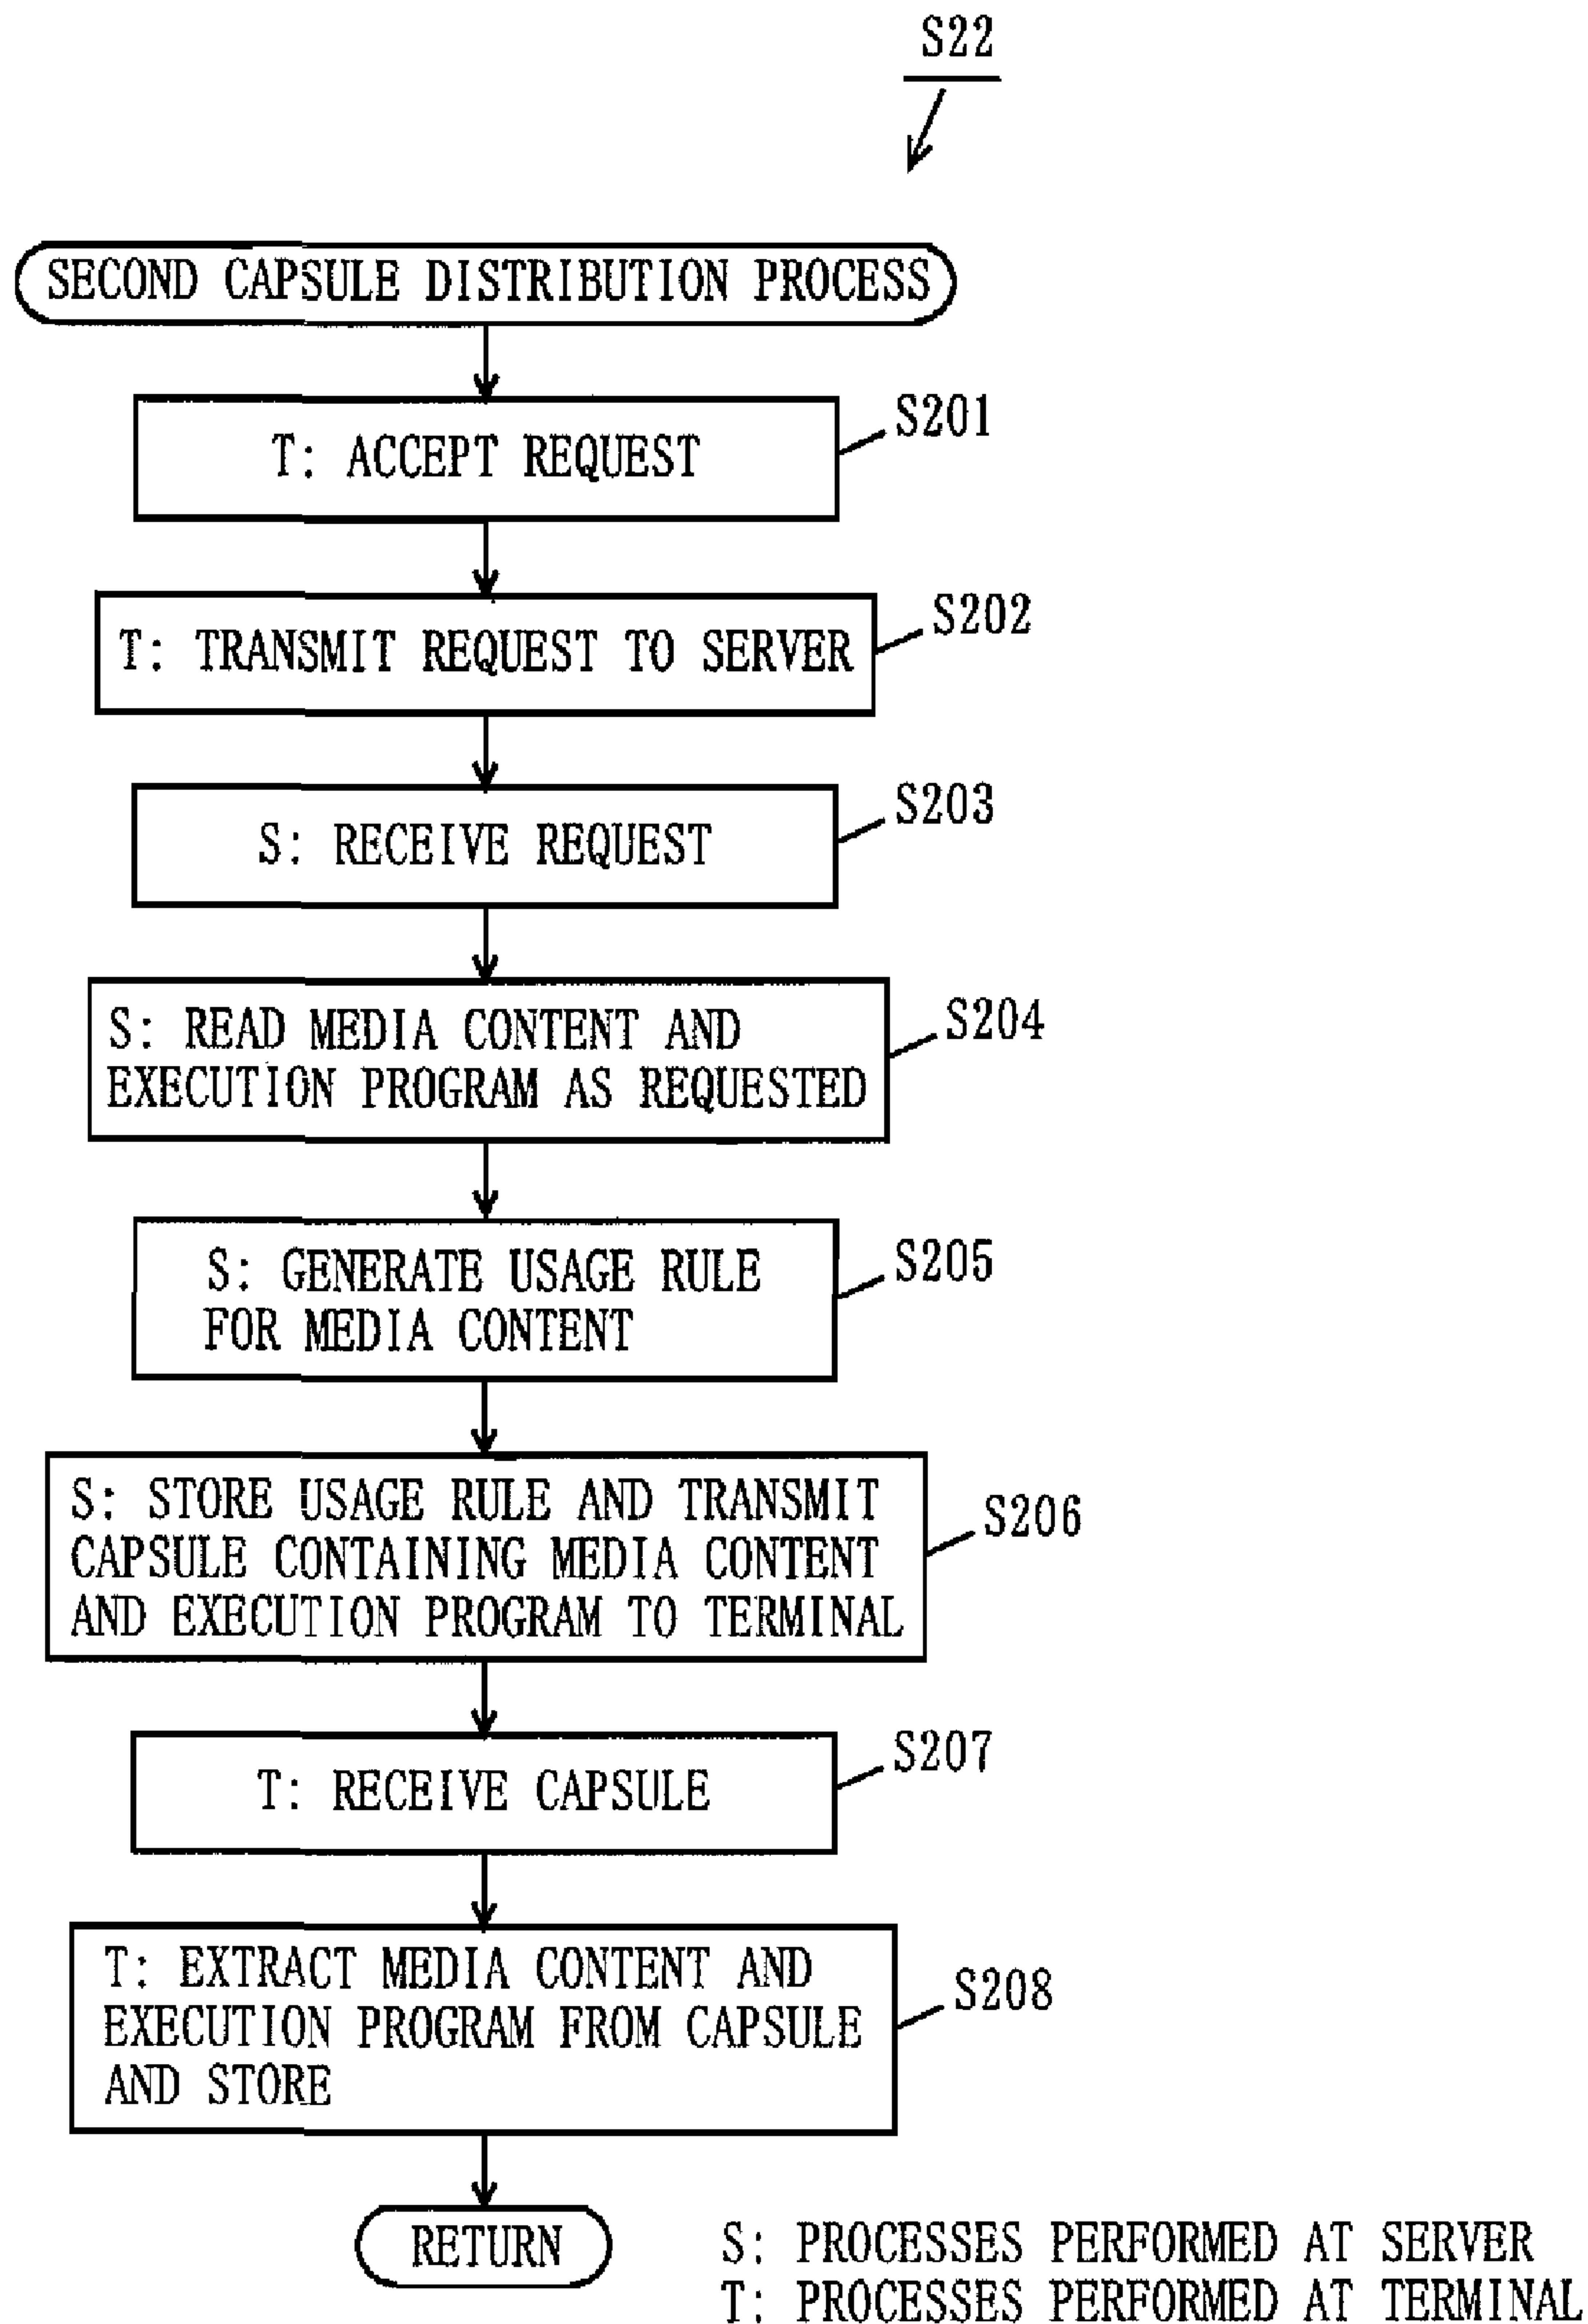 S22
SECOND CAPSULE DISTRIBUTION PROCESS
S201
T: ACCEPT REQUEST
S202
T: TRANSMIT REQUEST TO SERVER
S203
S: RECEIVE REQUEST
S204
S: READ MEDIA CONTENT AND
EXECUTION PROGRAM AS REQUESTED
S205
S: GENERATE USAGE RULE
FOR MEDIA CONTENT
S206
S: STORE USAGE RULE AND TRANSMIT
CAPSULE CONTAINING MEDIA CONTENT
AND EXECUTION PROGRAM TO TERMINAL
S207
T: RECEIVE CAPSULE
S208
T: EXTRACT MEDIA CONTENT AND
EXECUTION PROGRAM FROM CAPSULE
AND STORE
RETURN
S: PROCESSES PERFORMED AT SERVER
T: PROCESSES PERFORMED AT TERMINAL